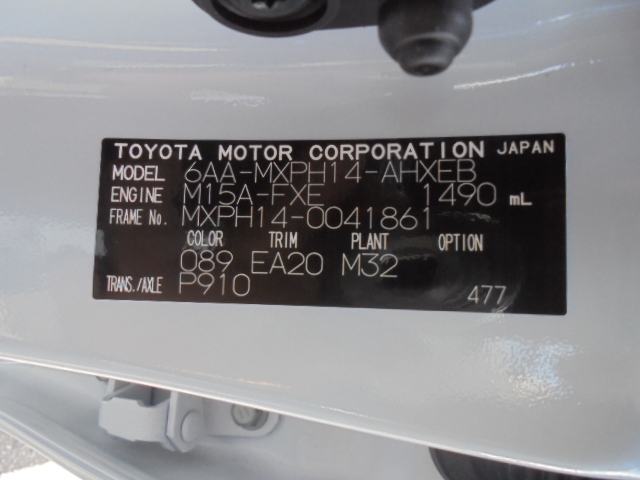 TOYOTA MOTOR CORPORATION JAPAN
MODEL 6AA-MXPH14-AHXEB
ENGINE M15A-FXE 1490 mL
FRAME No. MXPH14-0041861
COLOR TRIM PLANT OPTION
089 EA20 M32
TRANS./AXLE P910 477